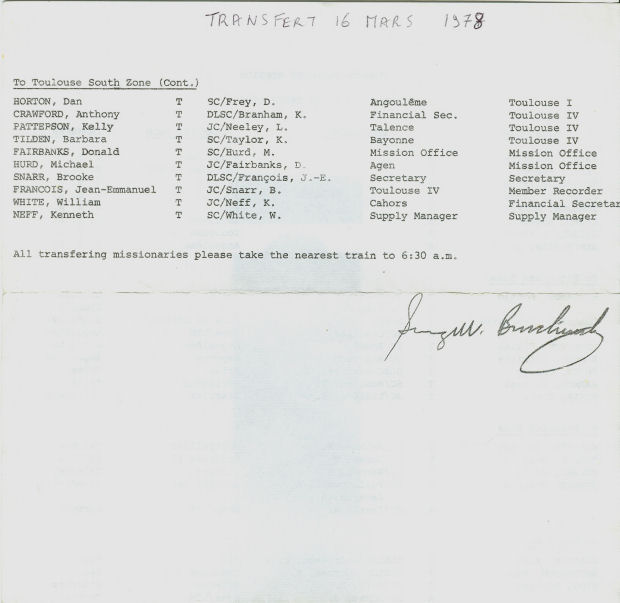 TRANSFERT 16 MARS 1978
To Toulouse South Zone (Cont.)
HORTON, Dan T SC/Frey, D. Angoulême Toulouse I
CRAWFORD, Anthony T DLSC/Branham, K. Financial Sec. Toulouse IV
PATTERSON, Kelly T JC/Neeley, L. Talence Toulouse IV
TILDEN, Barbara T SC/Taylor, K. Bayonne Toulouse IV
FAIRBANKS, Donald T SC/Hurd, M. Mission Office Mission Office
HURD, Michael T JC/Fairbanks, D. Agen Mission Office
SNARR, Brooke T DLSC/François, J.-E. Secretary Secretary
FRANCOIS, Jean-Emmanuel T JC/Snarr, B. Toulouse IV Member Recorder
WHITE, William T JC/Neff, K. Cahors Financial Secretar
NEFF, Kenneth T SC/White, W. Supply Manager Supply Manager
All transfering missionaries please take the nearest train to 6:30 a.m.